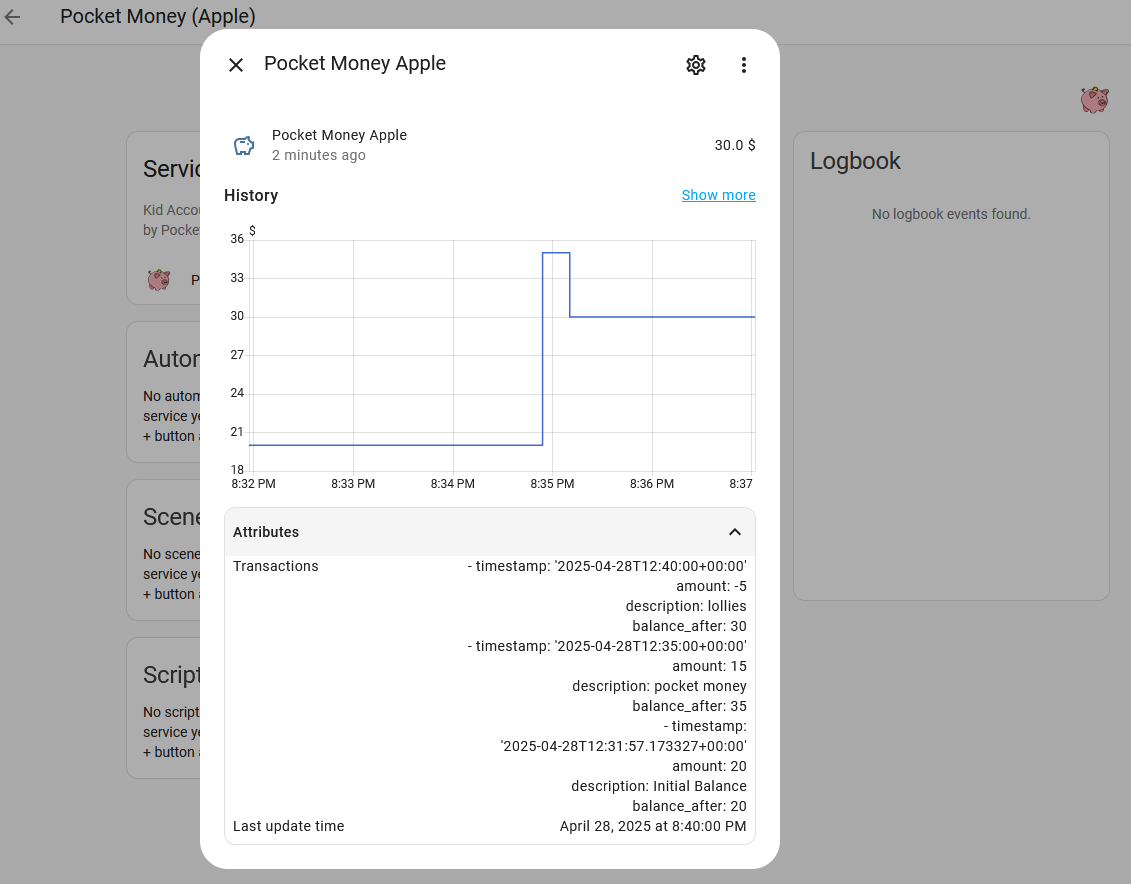 Pocket Money (Apple)
Pocket Money Apple
Pocket Money Apple
2 minutes ago
30.0 $
History
Show more
$
36
33
30
27
24
21
18
8:32 PM
8:33 PM
8:34 PM
8:35 PM
8:36 PM
8:37
Attributes
Transactions
- timestamp: '2025-04-28T12:40:00+00:00'
amount: -5
description: lollies
balance_after: 30
- timestamp: '2025-04-28T12:35:00+00:00'
amount: 15
description: pocket money
balance_after: 35
- timestamp:
'2025-04-28T12:31:57.173327+00:00'
amount: 20
description: Initial Balance
balance_after: 20
Last update time
April 28, 2025 at 8:40:00 PM
Servic
Kid Accou
by Pocke
P
Autor
No autom
service ye
+ button a
Scene
No scene
service ye
+ button a
Script
No script
service ye
+ button a
Logbook
No logbook events found.